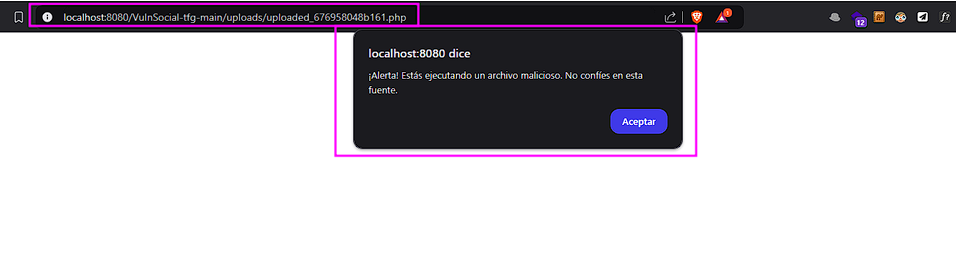 localhost:8080/VulnSocial-tfg-main/uploads/uploaded_676958048b161.php
1
12
f?
localhost:8080 dice
¡Alerta! Estás ejecutando un archivo malicioso. No confíes en esta
fuente.
Aceptar